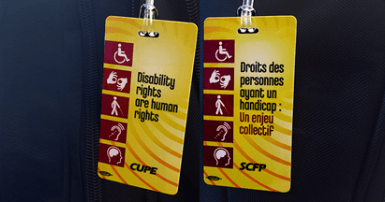 Disability
rights
are human
rights
CUPE
Droits des
personnes
ayant un
handicap :
Un enjeu
collectif
SCFP